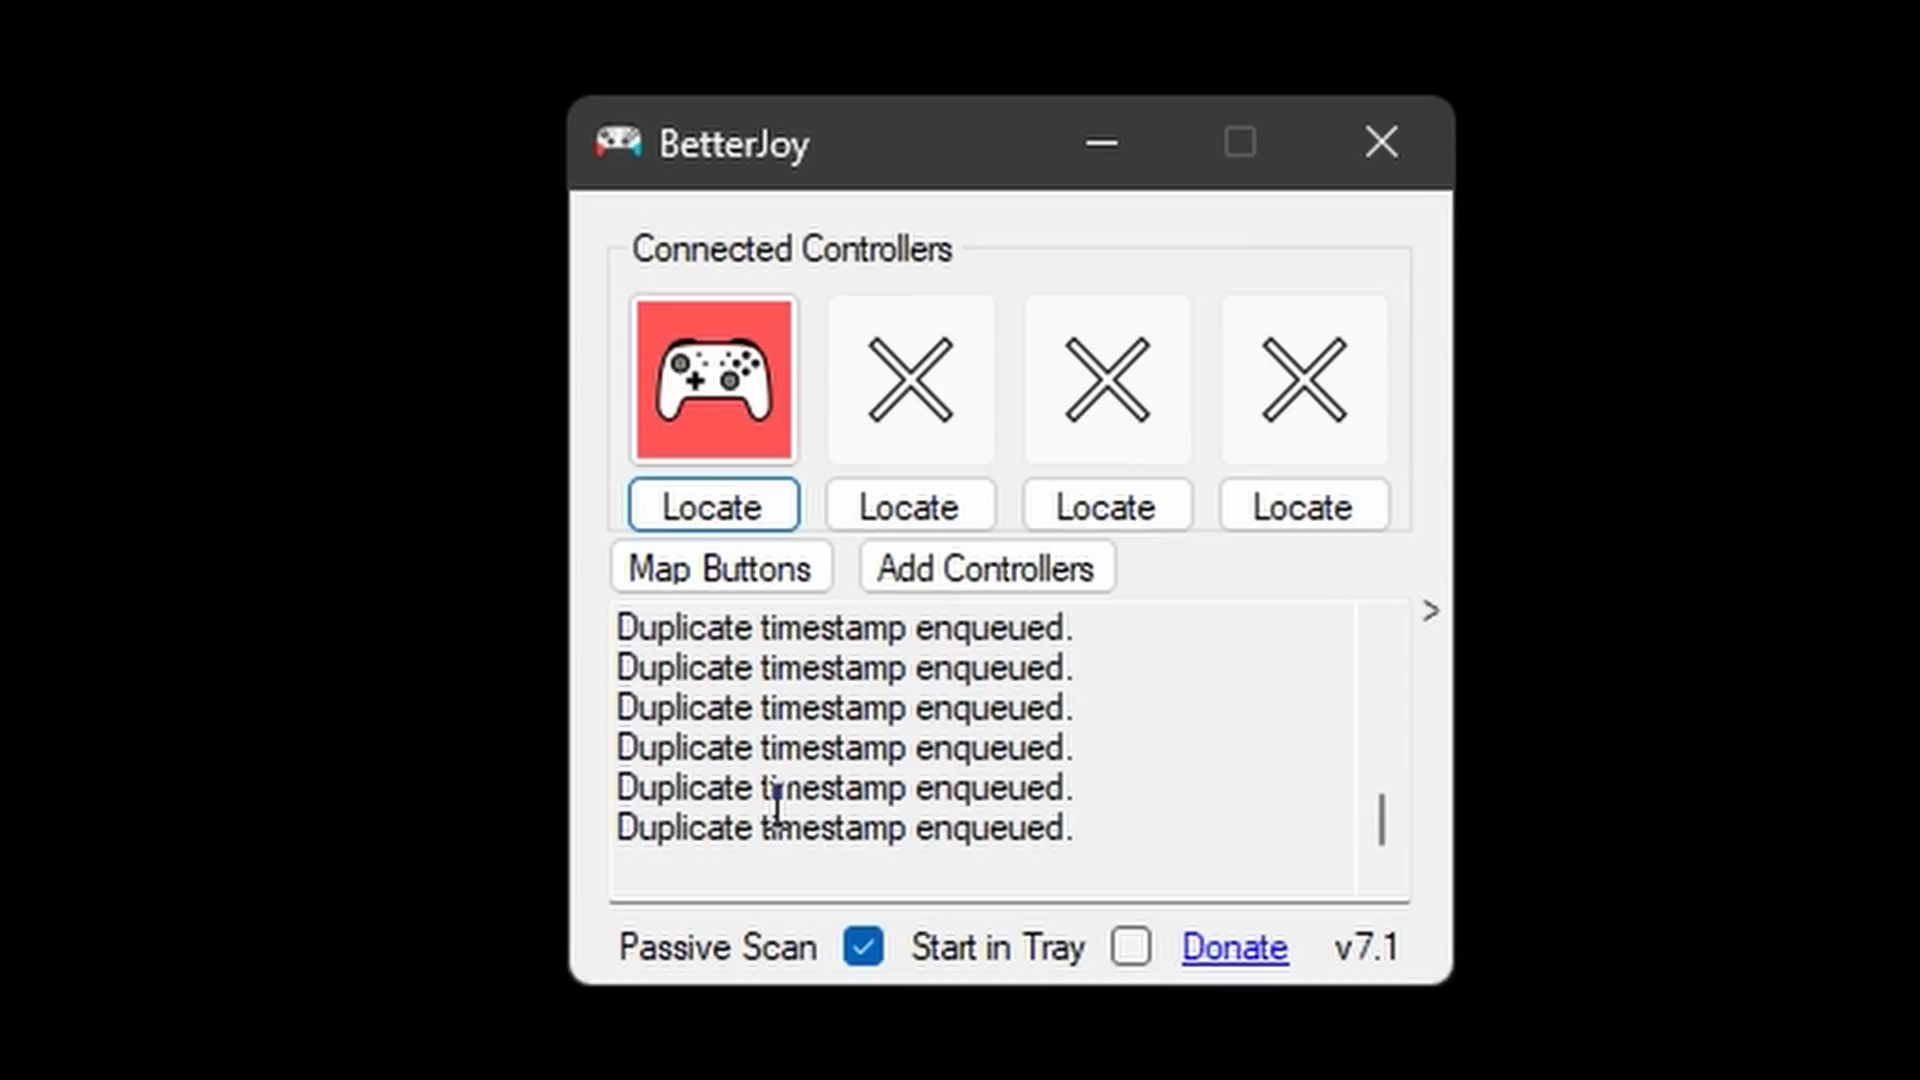 BetterJoy
Connected Controllers
Locate Locate Locate Locate
Map Buttons Add Controllers
>
Duplicate timestamp enqueued.
Duplicate timestamp enqueued.
Duplicate timestamp enqueued.
Duplicate timestamp enqueued.
Duplicate timestamp enqueued.
Duplicate timestamp enqueued.
Passive Scan Start in Tray Donate v7.1